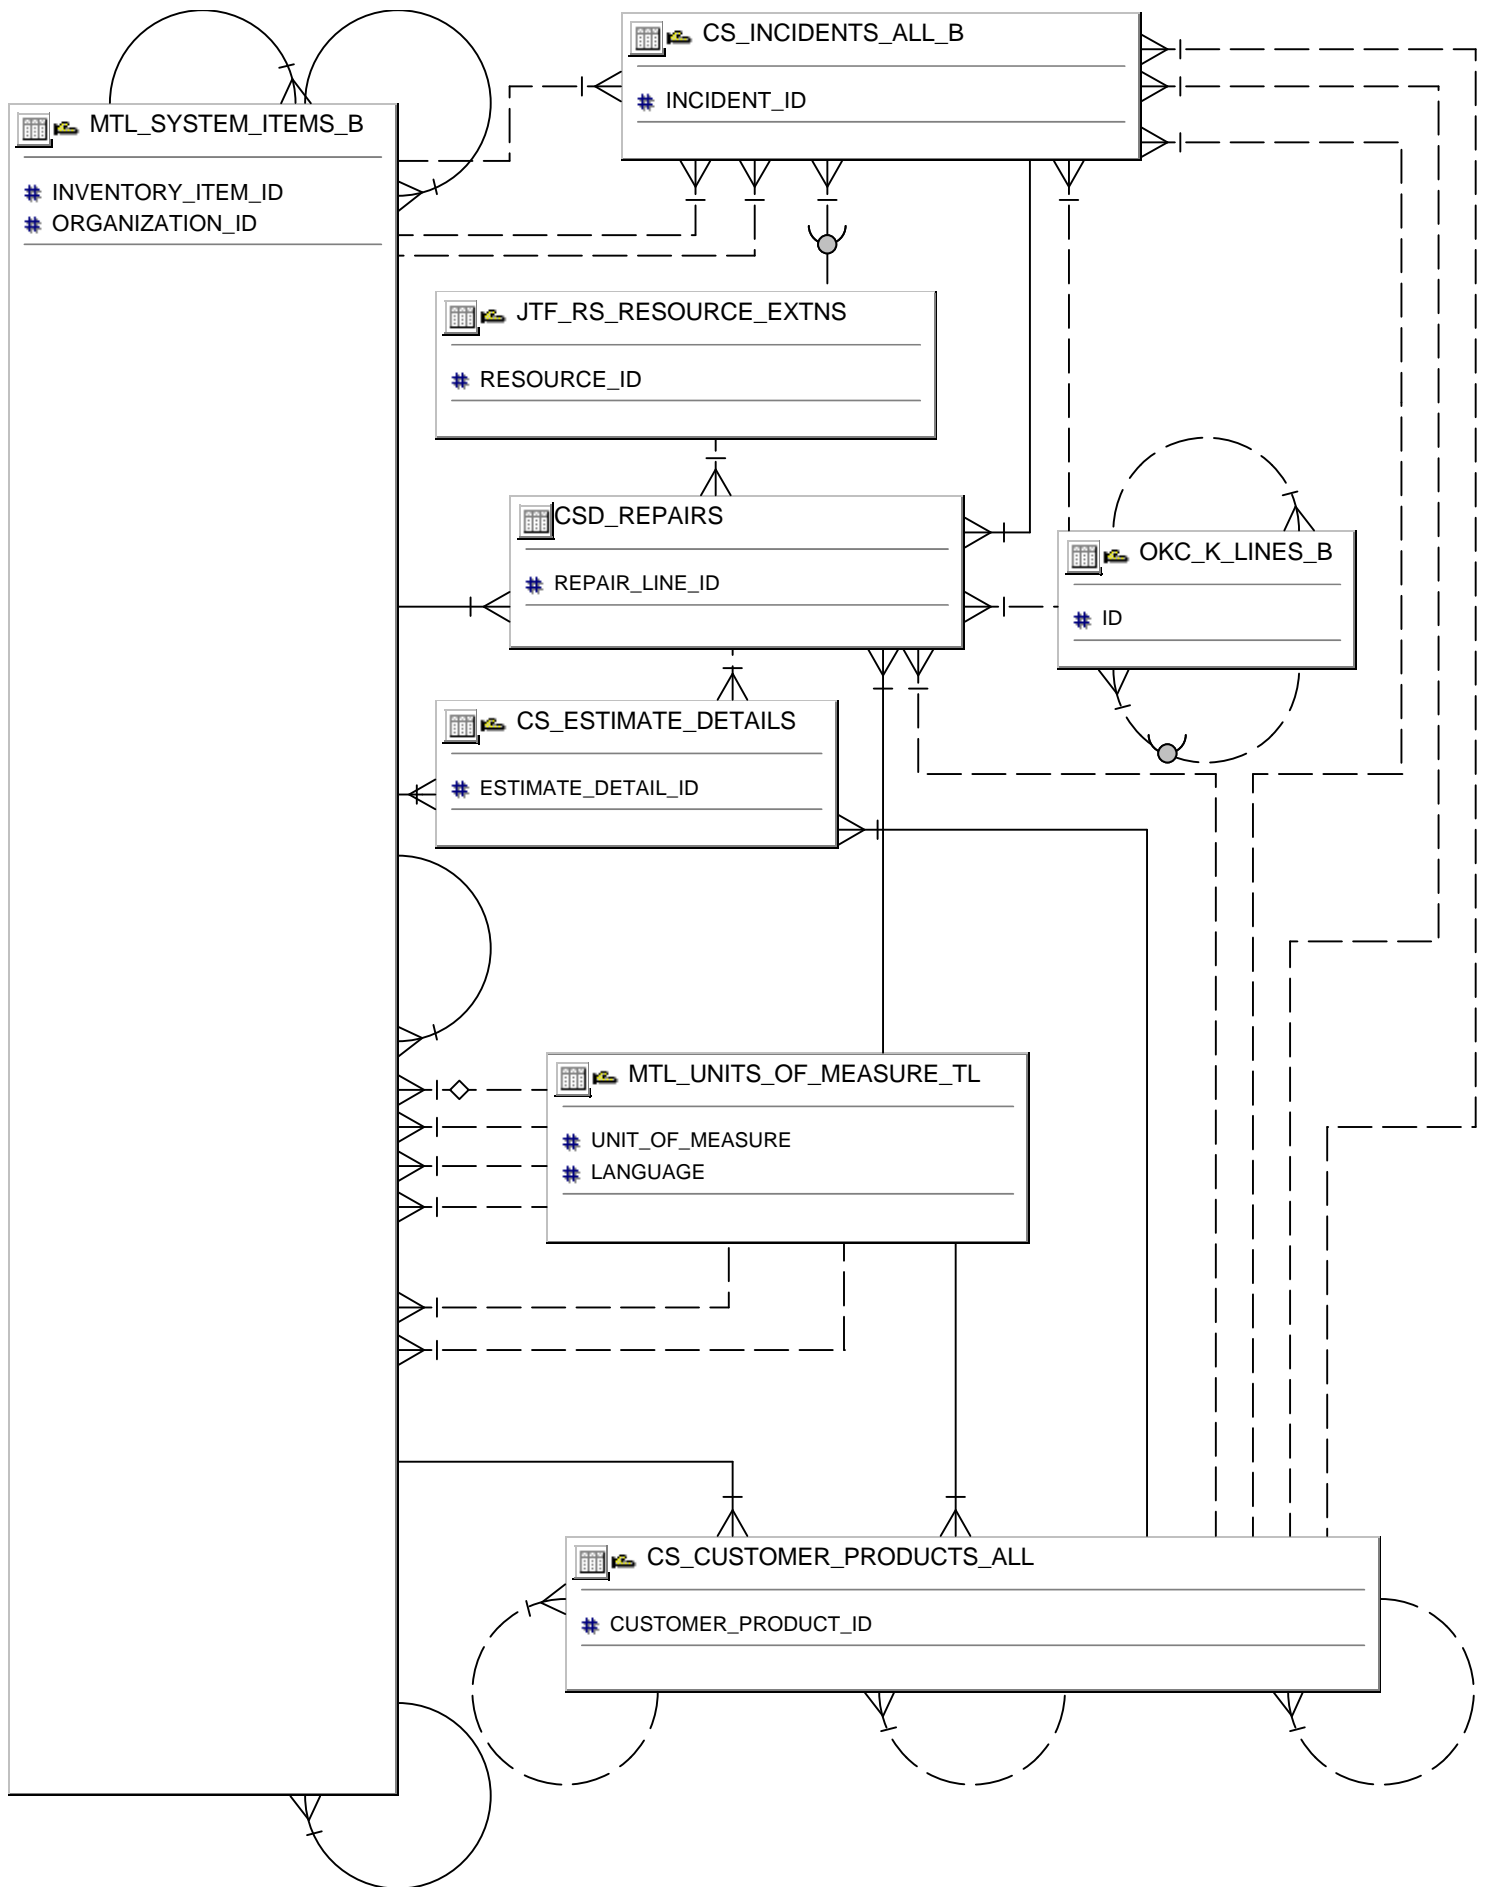 CS_INCIDENTS_ALL_B
# INCIDENT_ID
MTL_SYSTEM_ITEMS_B
# INVENTORY_ITEM_ID
# ORGANIZATION_ID
JTF_RS_RESOURCE_EXTNS
# RESOURCE_ID
CSD_REPAIRS
# REPAIR_LINE_ID
OKC_K_LINES_B
# ID
CS_ESTIMATE_DETAILS
# ESTIMATE_DETAIL_ID
MTL_UNITS_OF_MEASURE_TL
# UNIT_OF_MEASURE
# LANGUAGE
CS_CUSTOMER_PRODUCTS_ALL
# CUSTOMER_PRODUCT_ID